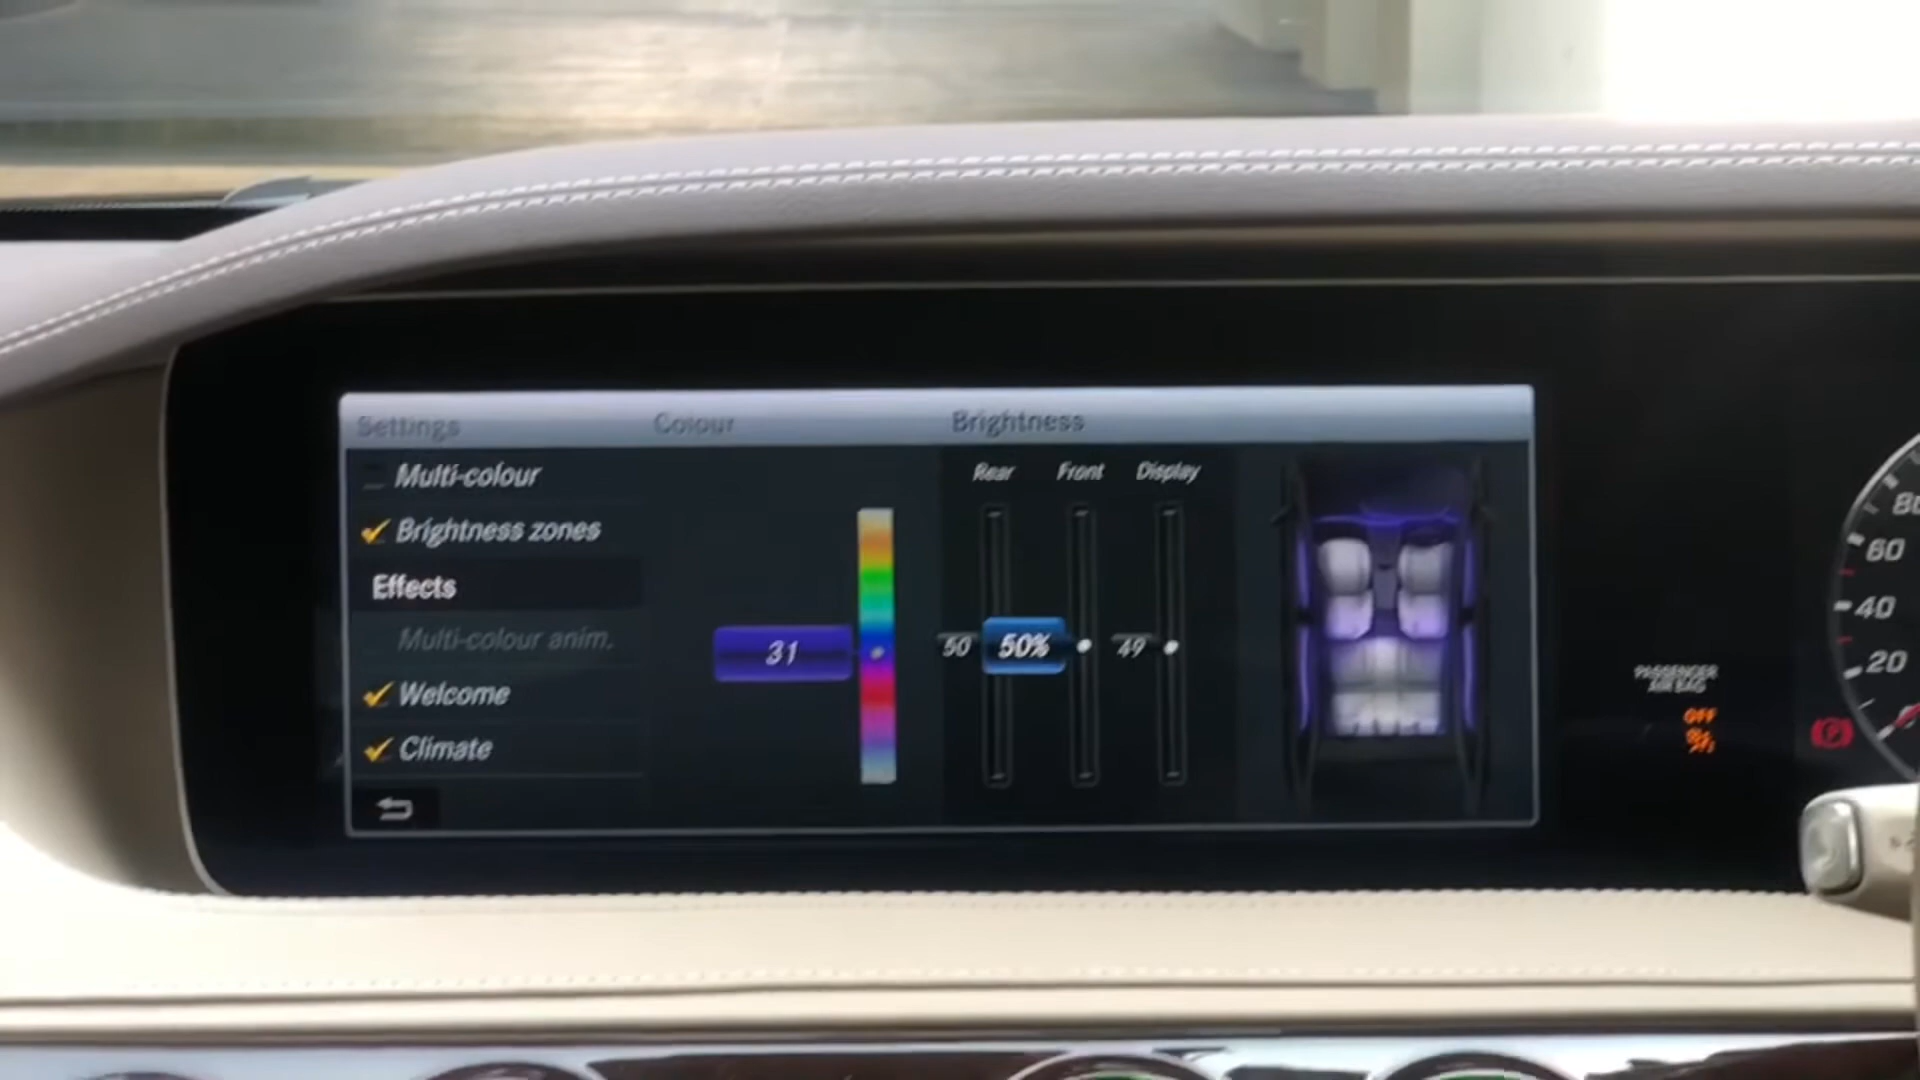 Settings Colour Brightness
Multi-colour
Rear Front Display
Brightness zones
Effects
Multi-colour anim.
31
50 50% 49
Welcome
Climate
PASSENGER
AIR BAG
OFF
80
60
40
20